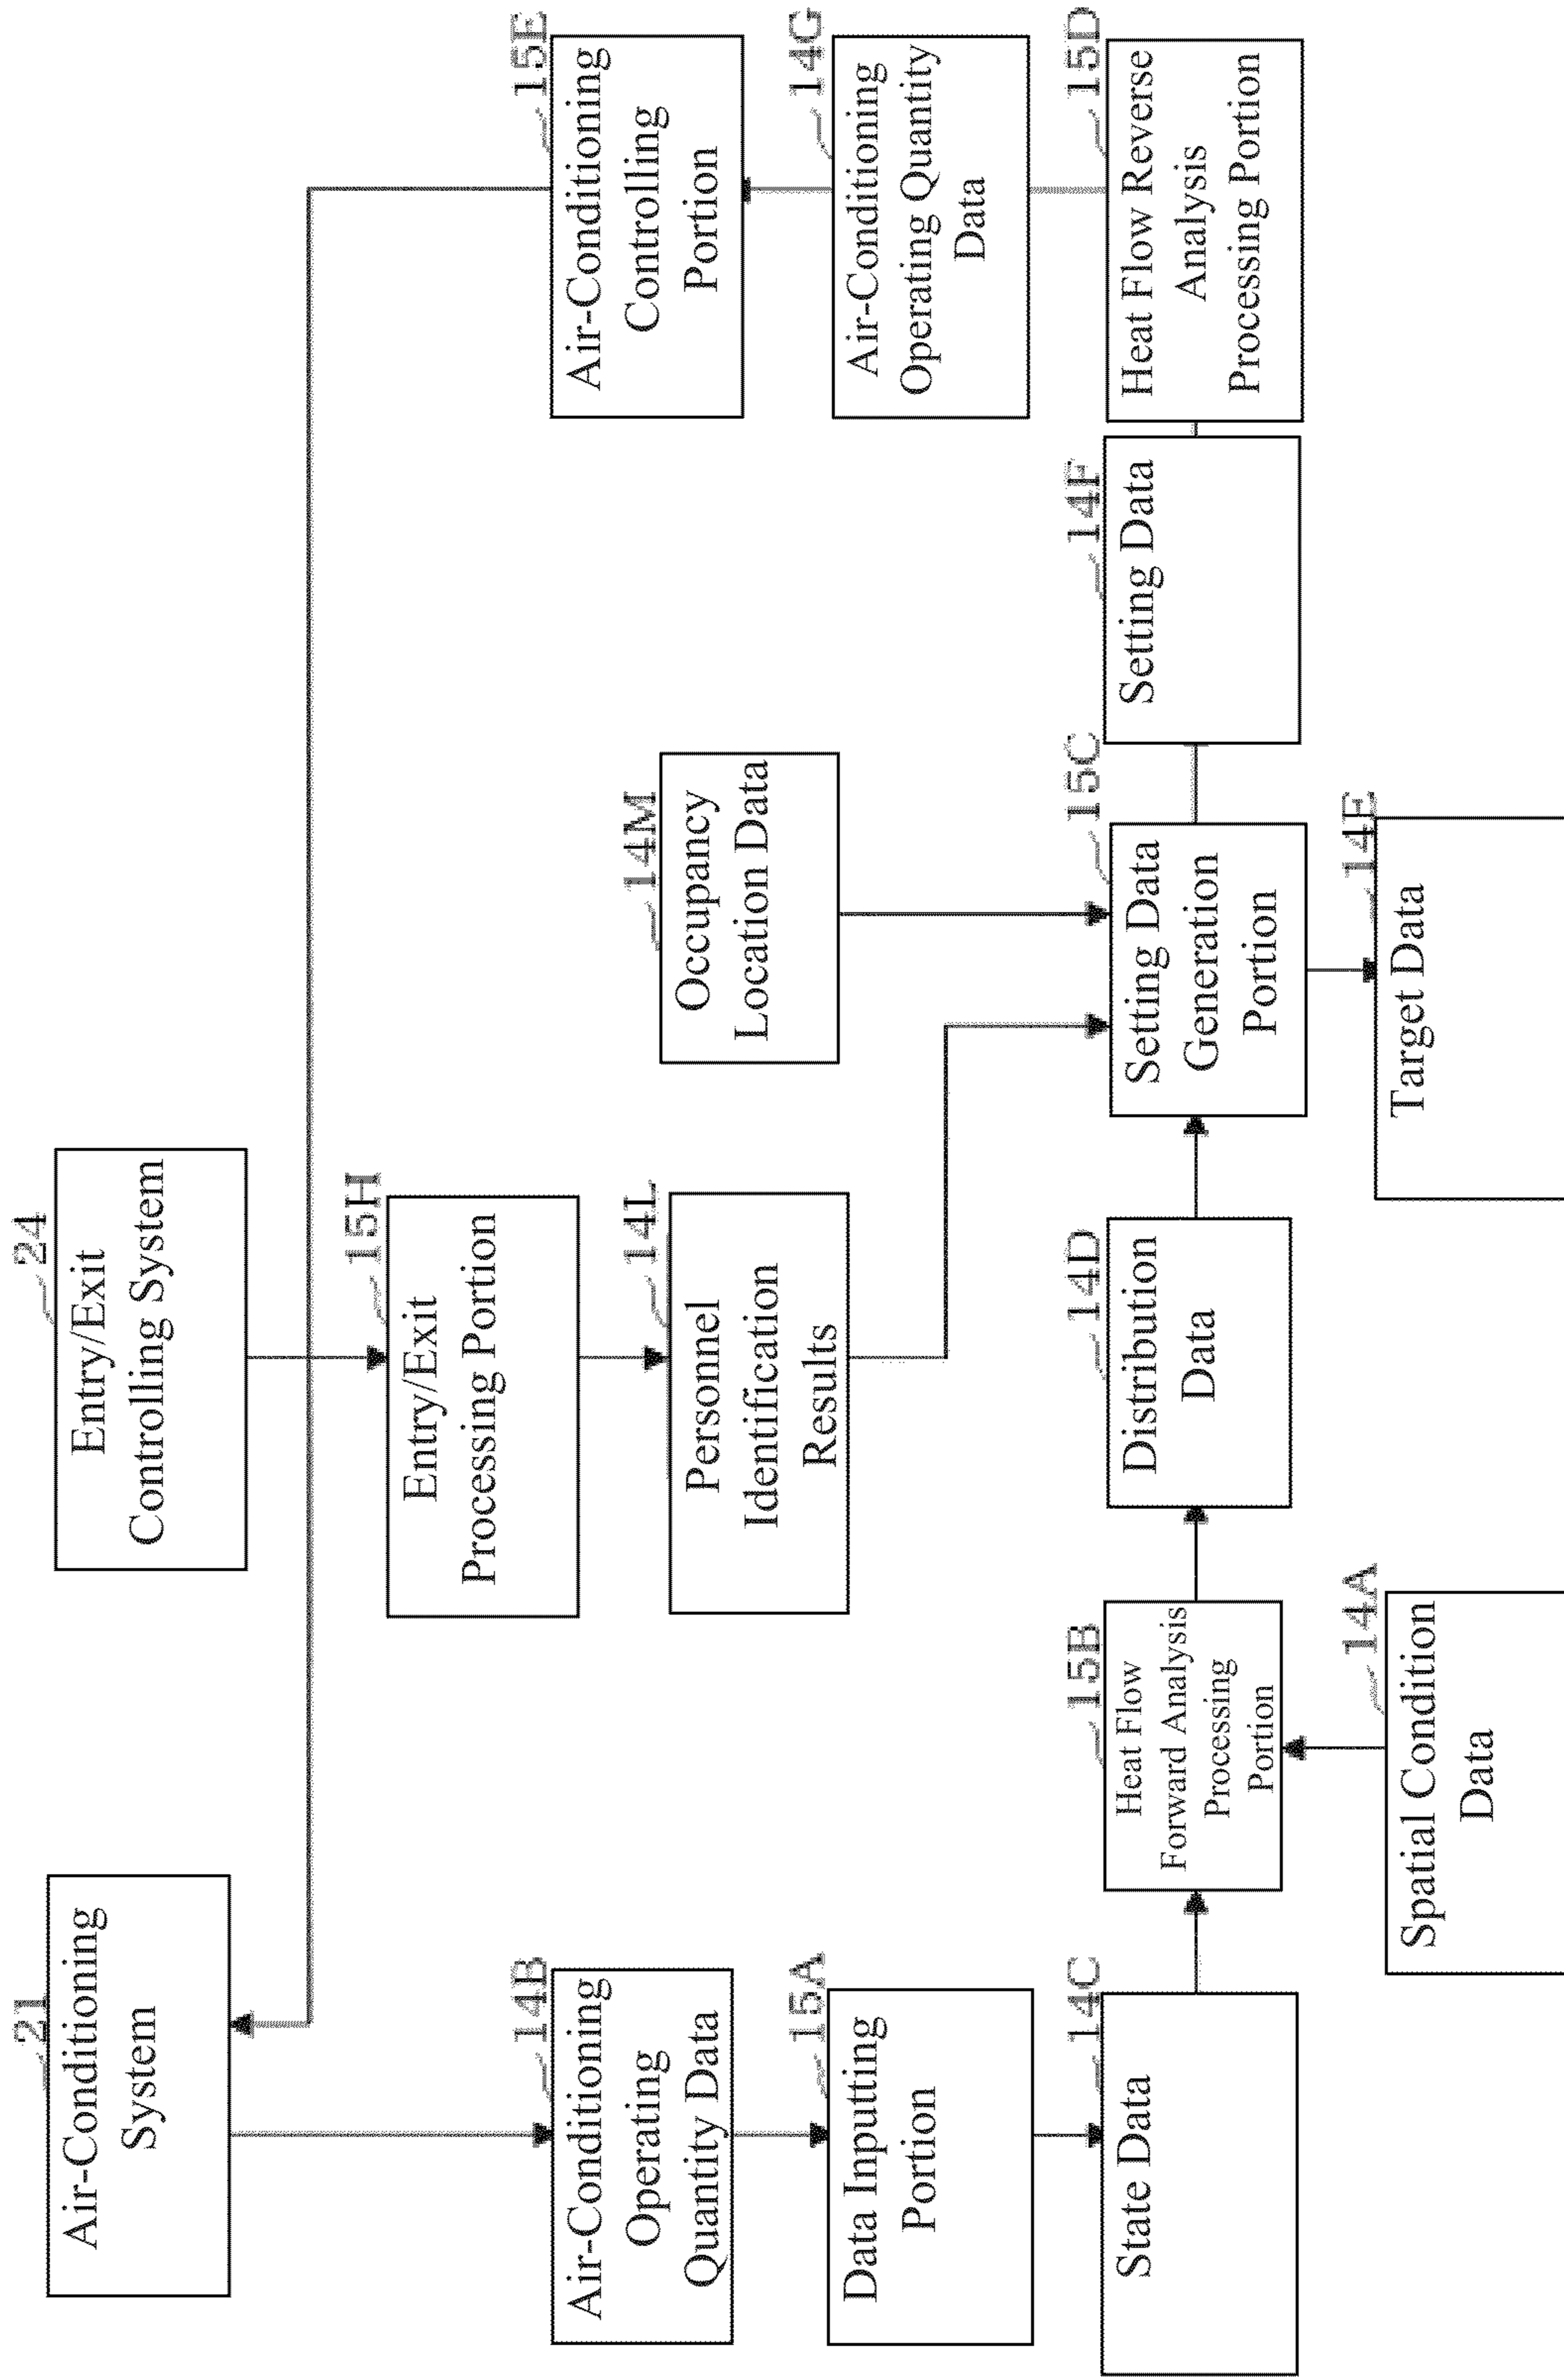 21
Air-Conditioning
System
24
Entry/Exit
Controlling System
15H
Entry/Exit
Processing Portion
14B
Air-Conditioning
Operating
Quantity Data
14L
Personnel
Identification
Results
14M
Occupancy
Location Data
15E
Air-Conditioning
Controlling
Portion
15A
Data Inputting
Portion
14G
Air-Conditioning
Operating Quantity
Data
14C
State Data
15B
Heat Flow
Forward Analysis
Processing
Portion
14D
Distribution
Data
15C
Setting Data
Generation
Portion
14F
Setting Data
15D
Heat Flow Reverse
Analysis
Processing Portion
14A
Spatial Condition
Data
14E
Target Data